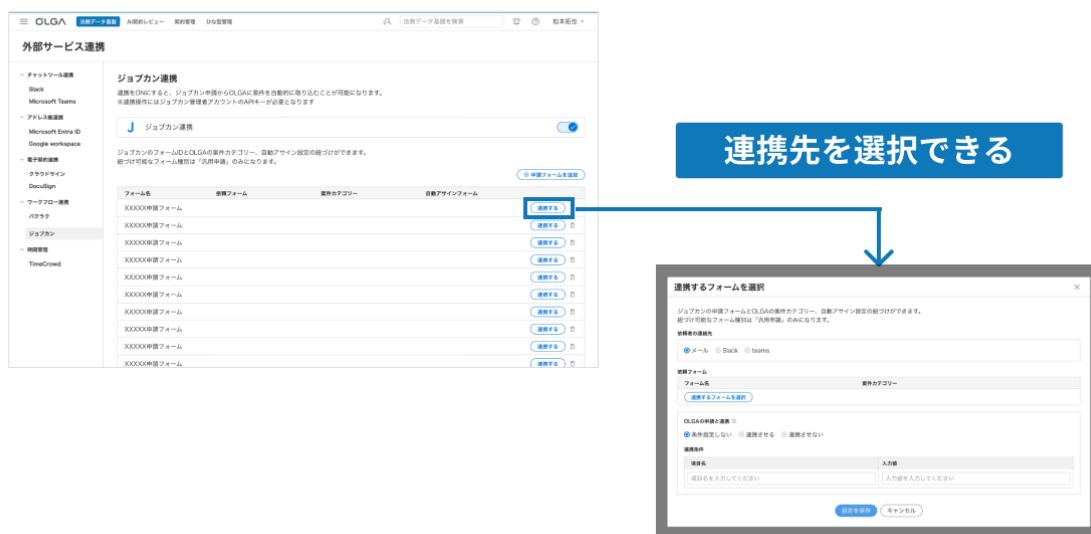 OLGA 法務データ基盤 AI契約レビュー 契約管理 ひな型管理 法務データ基盤を検索 松本拓也
外部サービス連携
チャットツール連携
Slack
Microsoft Teams
アドレス帳連携
Microsoft Entra ID
Google workspace
電子契約連携
クラウドサイン
DocuSign
ワークフロー連携
バクラク
ジョブカン
時間管理
TimeCrowd
ジョブカン連携
連携をONにすると、ジョブカン申請からOLGAに案件を自動的に取り込むことが可能になります。
※連携操作にはジョブカン管理者アカウントのAPIキーが必要となります
ジョブカン連携
ジョブカンのフォームIDとOLGAの案件カテゴリー、自動アサイン設定の紐づけができます。
紐づけ可能なフォーム種別は「汎用申請」のみになります。
申請フォームを追加
フォーム名 依頼フォーム 案件カテゴリー 自動アサインフォーム
XXXXX申請フォーム 連携する
XXXXX申請フォーム 連携する
XXXXX申請フォーム 連携する
XXXXX申請フォーム 連携する
XXXXX申請フォーム 連携する
XXXXX申請フォーム 連携する
XXXXX申請フォーム 連携する
XXXXX申請フォーム 連携する
XXXXX申請フォーム 連携する
XXXXX申請フォーム 連携する
連携先を選択できる
連携するフォームを選択
ジョブカンの申請フォームとOLGAの案件カテゴリー、自動アサイン設定の紐づけができます。
紐づけ可能なフォーム種別は「汎用申請」のみになります。
依頼者の連絡先
メール Slack teams
依頼フォーム
フォーム名 案件カテゴリー
連携するフォームを選択
OLGAの申請と連携
条件指定しない 連携させる 連携させない
連携条件
項目名 入力値
項目名を入力してください 入力値を入力してください
設定を保存 キャンセル